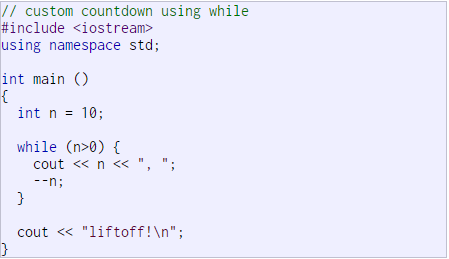 // custom countdown using while
#include <iostream>
using namespace std;

int main ()
{
  int n = 10;

  while (n>0) {
    cout << n << ", ";
    --n;
  }

  cout << "liftoff!\n";
}